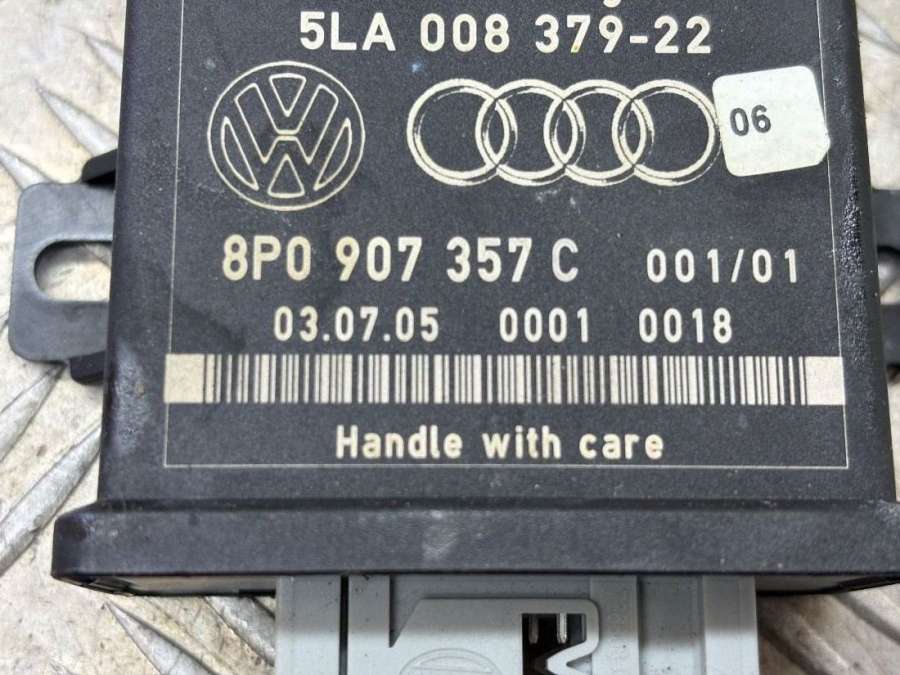 5LA 008 379-22
06
8P0 907 357 C 001/01
03.07.05 0001 0018
Handle with care